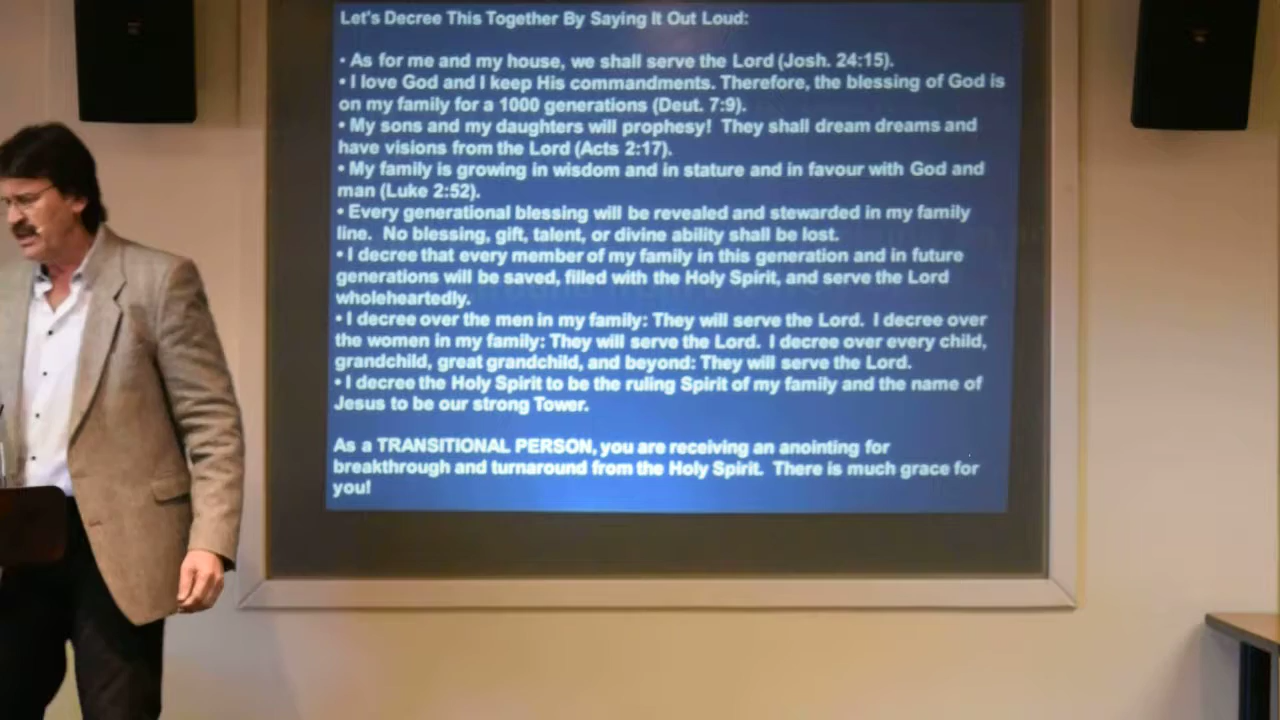 Let's Decree This Together By Saying It Out Loud:
• As for me and my house, we shall serve the Lord (Josh. 24:15).
• I love God and I keep His commandments. Therefore, the blessing of God is
on my family for a 1000 generations (Deut. 7:9).
• My sons and my daughters will prophesy! They shall dream dreams and
have visions from the Lord (Acts 2:17).
• My family is growing in wisdom and in stature and in favour with God and
man (Luke 2:52).
• Every generational blessing will be revealed and stewarded in my family
line. No blessing, gift, talent, or divine ability shall be lost.
• I decree that every member of my family in this generation and in future
generations will be saved, filled with the Holy Spirit, and serve the Lord
wholeheartedly.
• I decree over the men in my family: They will serve the Lord. I decree over
the women in my family: They will serve the Lord. I decree over every child,
grandchild, great grandchild, and beyond: They will serve the Lord.
• I decree the Holy Spirit to be the ruling Spirit of my family and the name of
Jesus to be our strong Tower.
As a TRANSITIONAL PERSON, you are receiving an anointing for
breakthrough and turnaround from the Holy Spirit. There is much grace for
you!